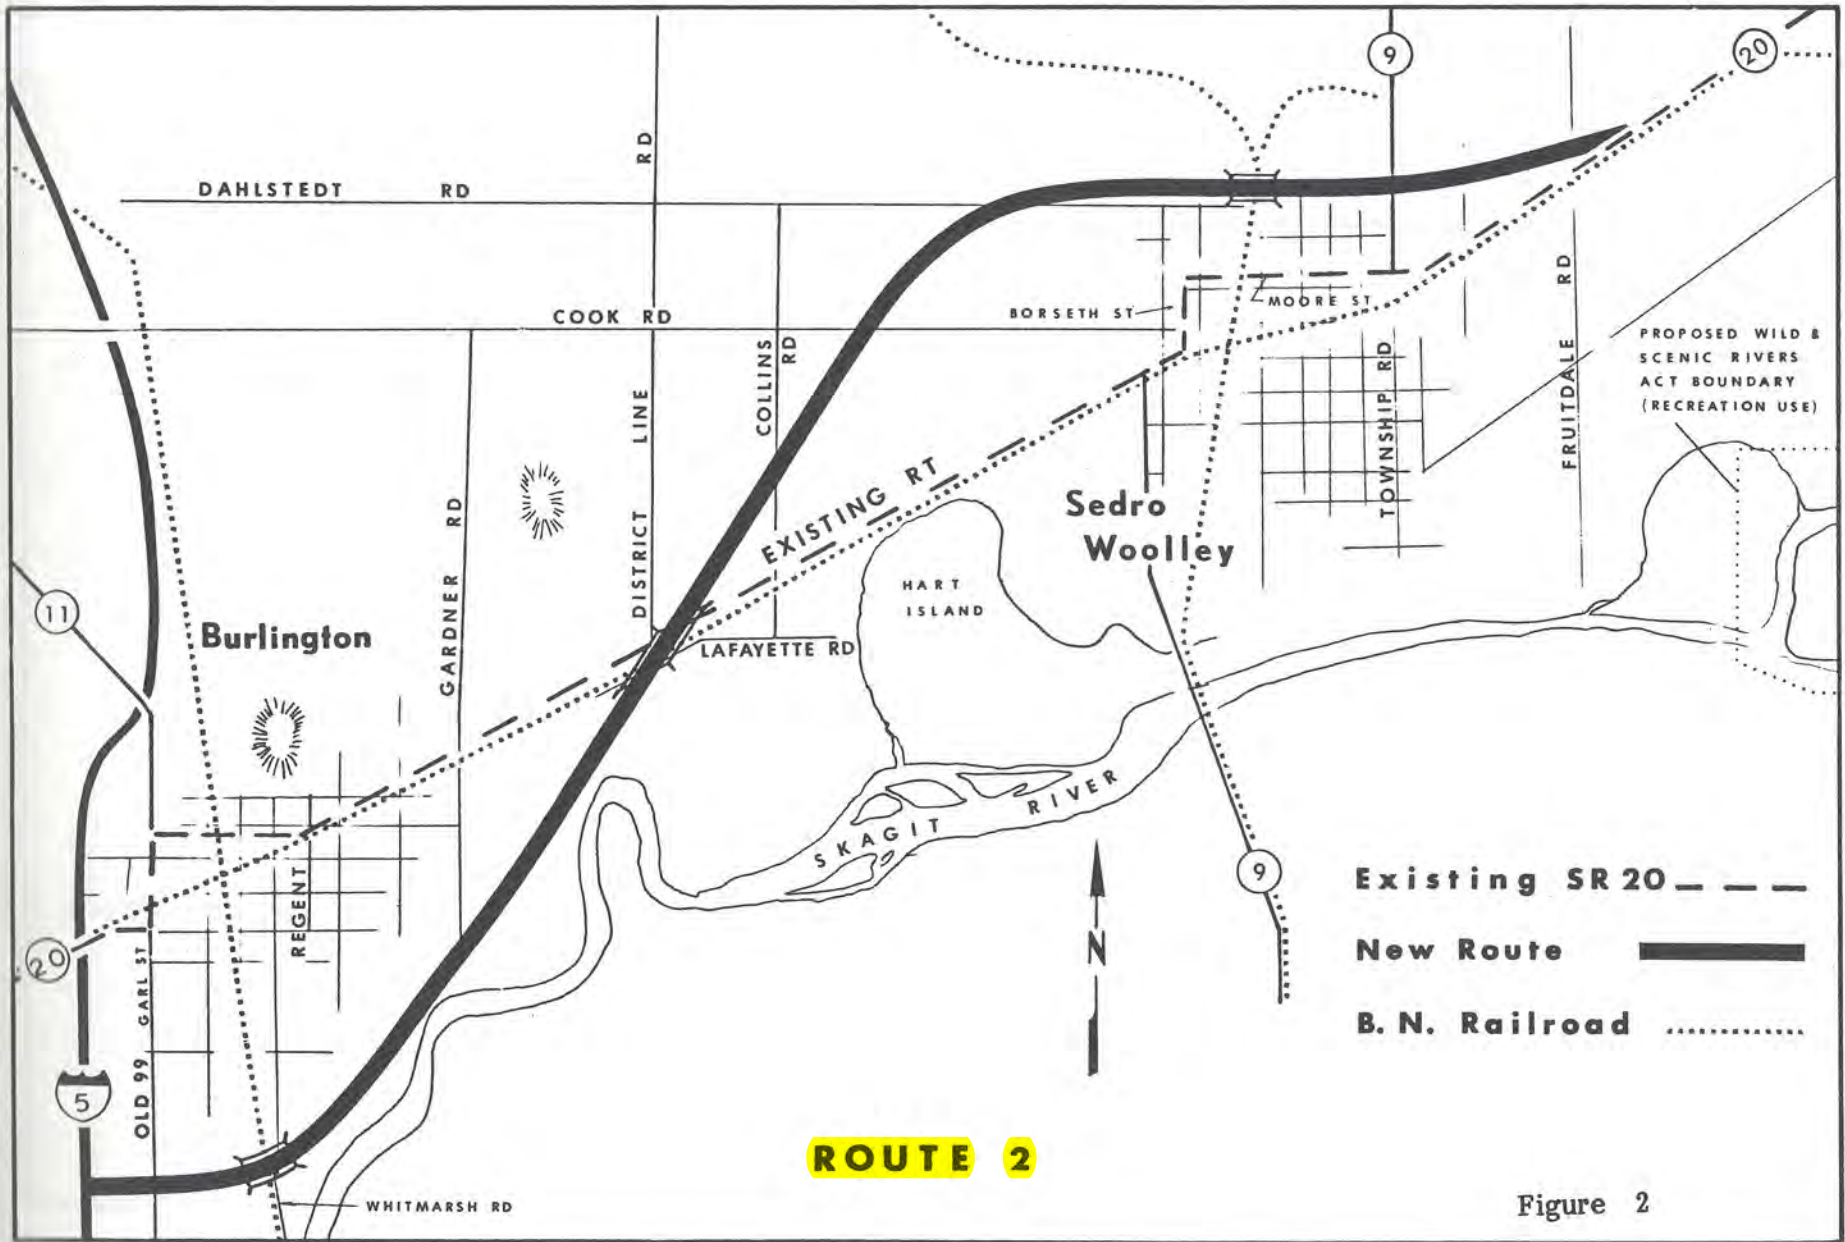 9
20
DAHLSTEDT RD
RD
COOK RD
BORSETH ST
MOORE ST
FRUITDALE RD
PROPOSED WILD &
SCENIC RIVERS
ACT BOUNDARY
(RECREATION USE)
COLLINS RD
DISTRICT LINE
TOWNSHIP RD
EXISTING RT
GARDNER RD
Sedro
Woolley
HART
ISLAND
11
Burlington
LAFAYETTE RD
SKAGIT RIVER
9
REGENT
20
OLD 99 GARL ST
5
N
Existing SR 20
New Route
B. N. Railroad
ROUTE 2
WHITMARSH RD
Figure 2